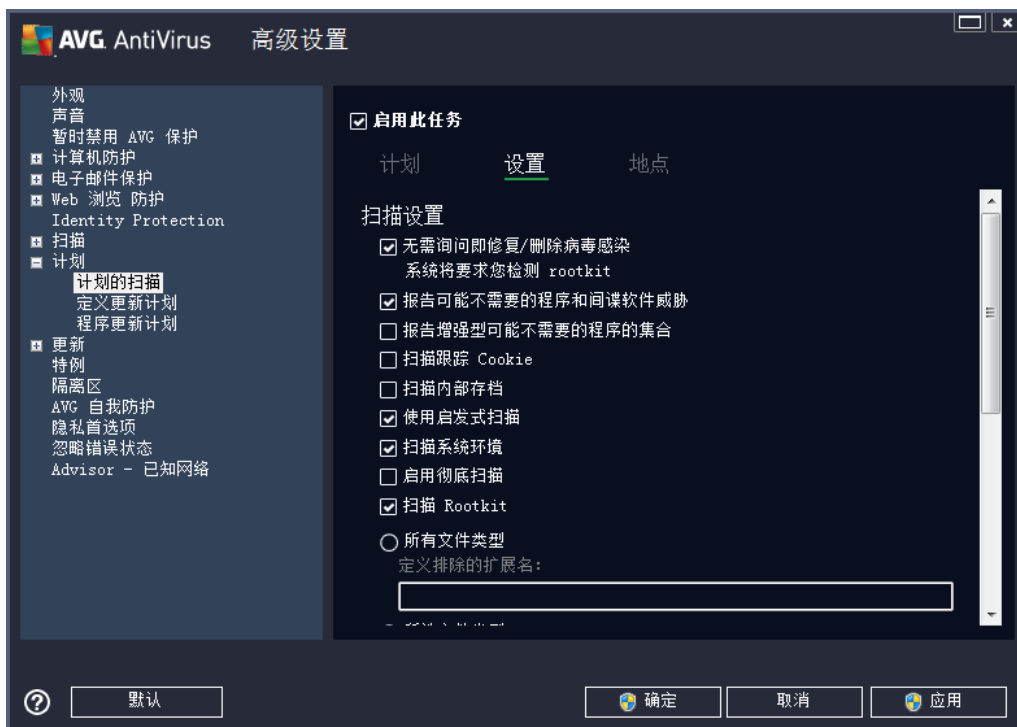 AVG. AntiVirus 高级设置
外观
声音
暂时禁用 AVG 保护
计算机防护
电子邮件保护
Web 浏览 防护
Identity Protection
扫描
计划
计划的扫描
定义更新计划
程序更新计划
更新
特例
隔离区
AVG 自我防护
隐私首选项
忽略错误状态
Advisor - 已知网络
启用此任务
计划 设置 地点
扫描设置
无需询问即修复/删除病毒感染
系统将要求您检测 rootkit
报告可能不需要的程序和间谍软件威胁
报告增强型可能不需要的程序的集合
扫描跟踪 Cookie
扫描内部存档
使用启发式扫描
扫描系统环境
启用彻底扫描
扫描 Rootkit
所有文件类型
定义排除的扩展名:
默认 确定 取消 应用